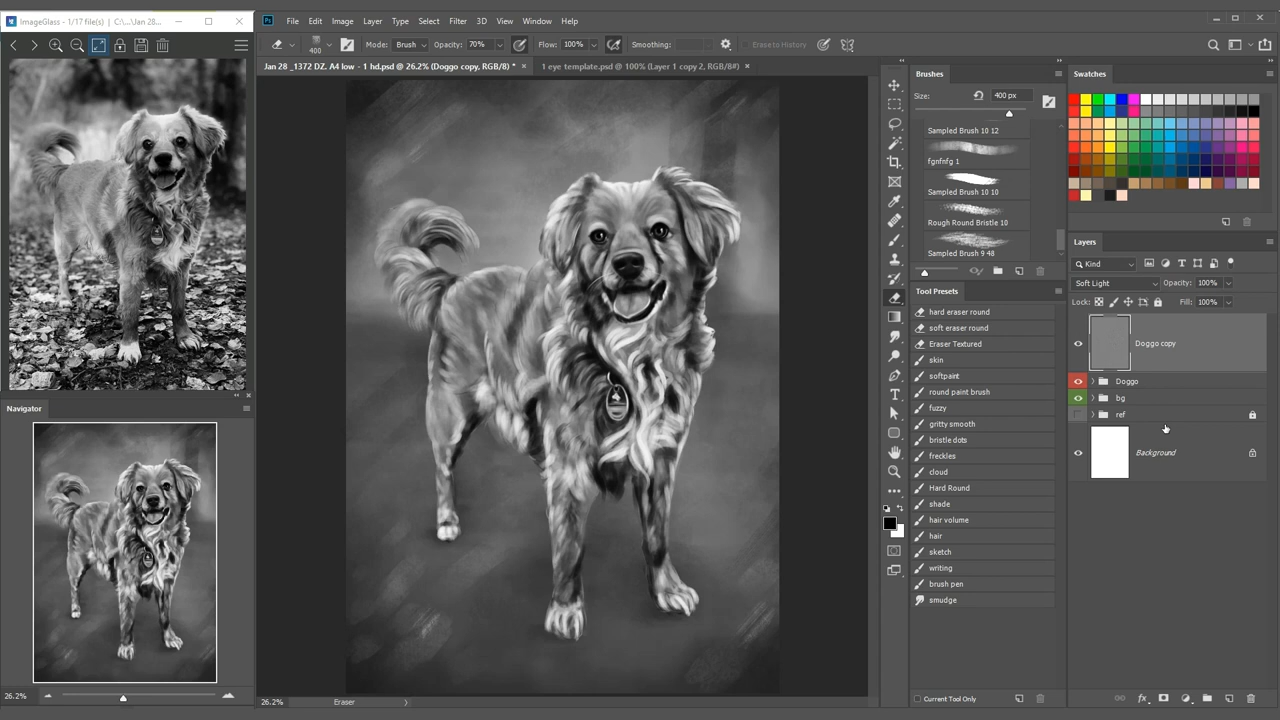 ImageGlass - 1/17 file(s) | C:\...\Jan 28...
Ps File Edit Image Layer Type Select Filter 3D View Window Help
400 Mode: Brush Opacity: 70% Flow: 100% Smoothing: Erase to History
Jan 28 _1372 DZ. A4 low - 1 hd.psd @ 26.2% (Doggo copy, RGB/8) * × 1 eye template.psd @ 100% (Layer 1 copy 2, RGB/8#) ×
Navigator
26.2%
26.2% Eraser
Brushes
Size: 400 px
Sampled Brush 10 12
fgnfnfg 1
Sampled Brush 10 10
Rough Round Bristle 10
Sampled Brush 9 48
Tool Presets
hard eraser round
soft eraser round
Eraser Textured
skin
softpaint
round paint brush
fuzzy
gritty smooth
bristle dots
freckles
cloud
Hard Round
shade
hair volume
hair
sketch
writing
brush pen
smudge
Current Tool Only
Swatches
Layers
Kind
Soft Light Opacity: 100%
Lock: Fill: 100%
Doggo copy
Doggo
bg
ref
Background
fx